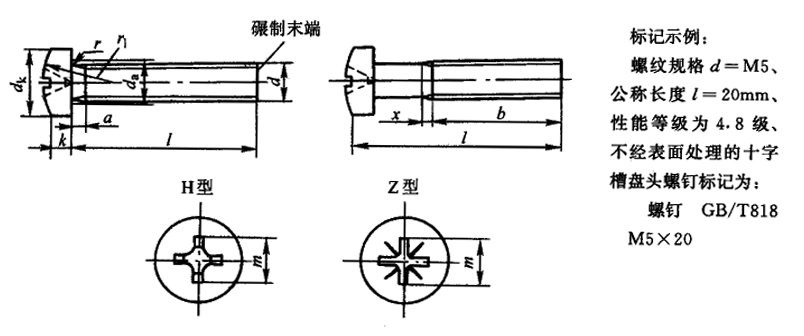 r
r₁
碾制末端
dk
da
d
a
k
l
x
b
l
H型
Z型
m
m
标记示例：
螺纹规格 d＝M5、
公称长度 l＝20mm、
性能等级为 4.8 级、
不经表面处理的十字
槽盘头螺钉标记为：
螺钉 GB/T818
M5×20